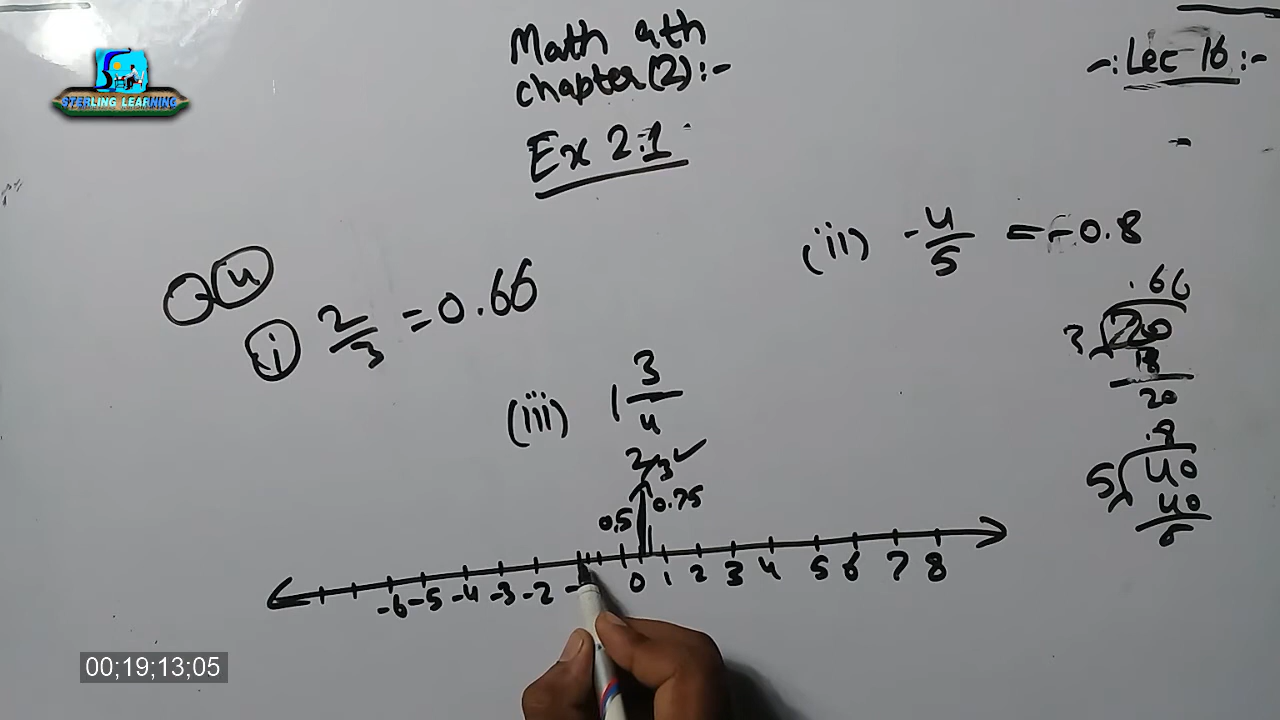 STERLING LEARNING
Math 9th
chapter (2) :-
-: Lec 16 :-
Ex 2.1
Q 4
(i) 2/3 = 0.66
(ii) -4/5 = -0.8
.66
3 20
18
20
(iii) 1 3/4
.8
5 40
40
2/3 ✓
0.5 0.75
-6 -5 -4 -3 -2 0 1 2 3 4 5 6 7 8
00;19;13;05